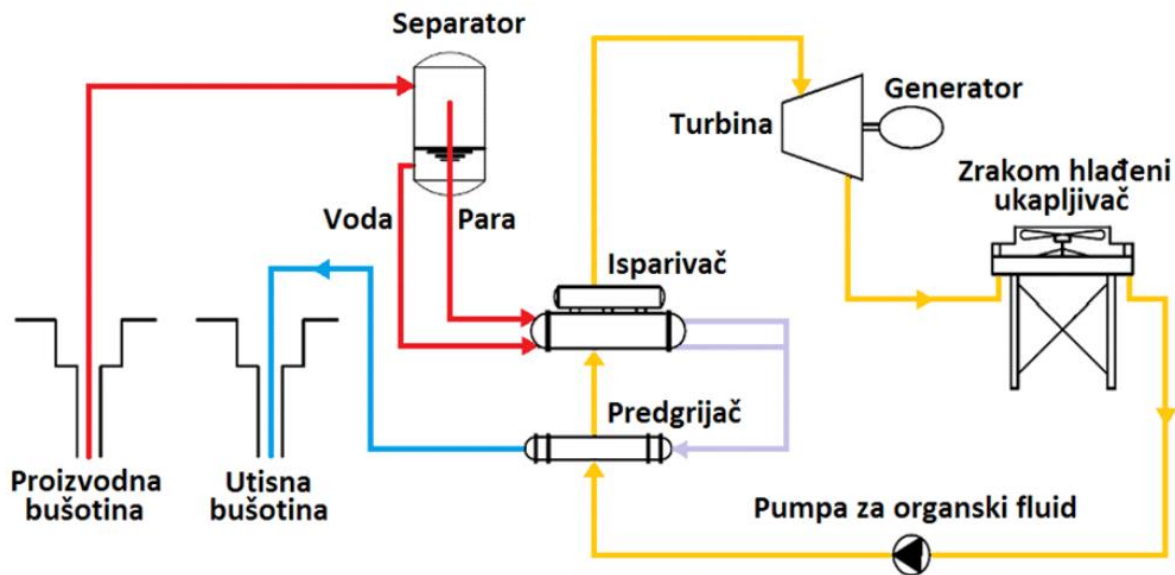 Separator
Generator
Turbina
Zrakom hlađeni
ukapljivač
Voda
Para
Isparivač
Predgrijač
Proizvodna
bušotina
Utisna
bušotina
Pumpa za organski fluid